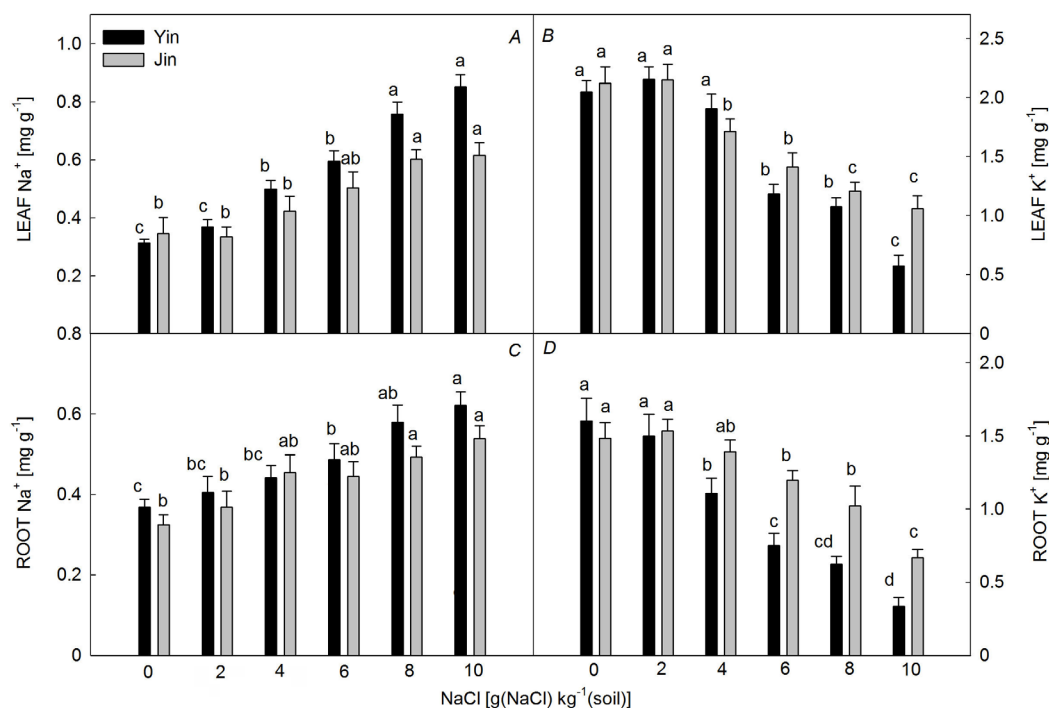 Yin
Jin
A
B
LEAF Na⁺ [mg g⁻¹]
1.0
0.8
0.6
0.4
0.2
0.8
c b c b b b b ab a a a a
LEAF K⁺ [mg g⁻¹]
2.5
2.0
1.5
1.0
0.5
0
a a a a a b b b b c c c
C
D
ROOT Na⁺ [mg g⁻¹]
0.6
0.4
0.2
0
c b bc b bc ab b ab ab a a a
ROOT K⁺ [mg g⁻¹]
2.0
1.5
1.0
0.5
0
a a a a b ab c b cd b d c
0 2 4 6 8 10 0 2 4 6 8 10
NaCl [g(NaCl) kg⁻¹(soil)]